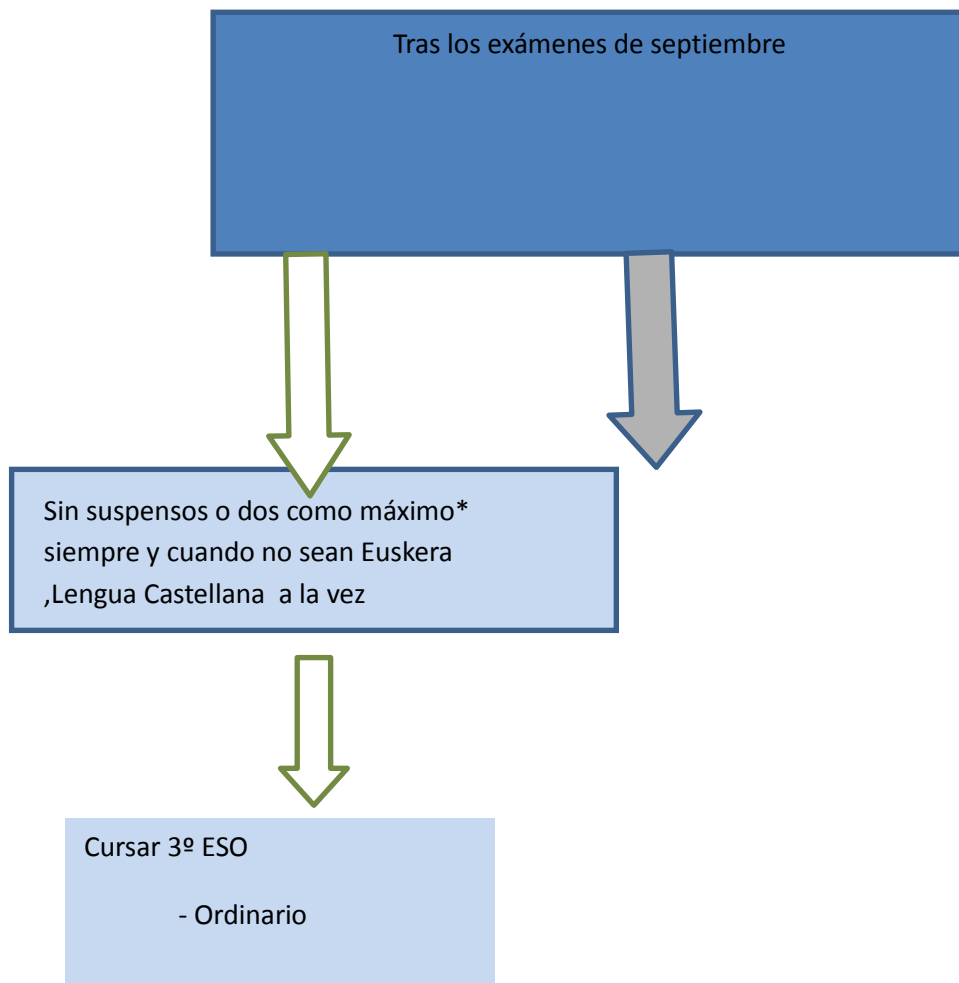 Tras los exámenes de septiembre
Sin suspensos o dos como máximo*
siempre y cuando no sean Euskera
,Lengua Castellana  a la vez
Cursar 3º ESO
- Ordinario